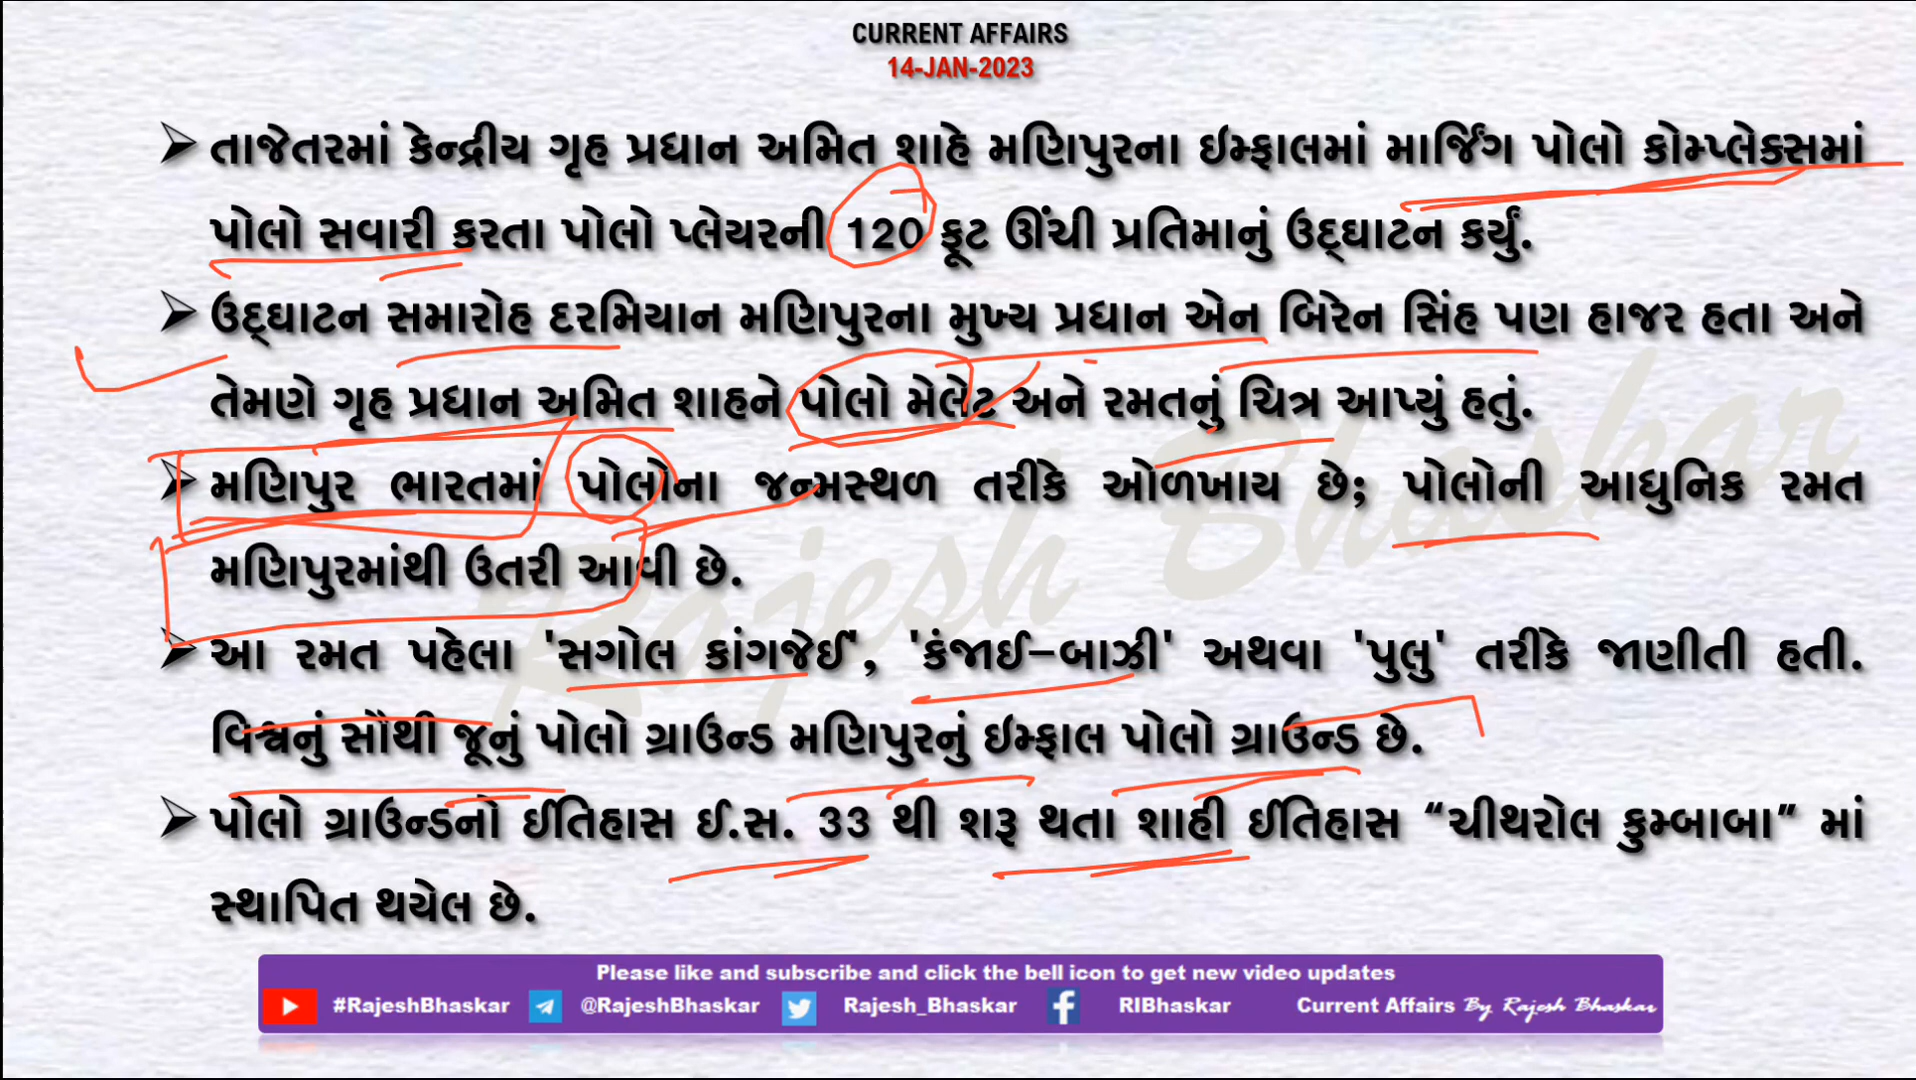 CURRENT AFFAIRS
14-JAN-2023
તાજેતરમાં કેન્દ્રીય ગૃહ પ્રધાન અમિત શાહે મણિપુરના ઇમ્ફાલમાં માર્જિંગ પોલો કોમ્પ્લેક્સમાં
પોલો સવારી કરતા પોલો પ્લેયરની 120 ફૂટ ઊંચી પ્રતિમાનું ઉદ્‌ઘાટન કર્યું.
ઉદ્‌ઘાટન સમારોહ દરમિયાન મણિપુરના મુખ્ય પ્રધાન એન બિરેન સિંહ પણ હાજર હતા અને
તેમણે ગૃહ પ્રધાન અમિત શાહને પોલો મેલેટ અને રમતનું ચિત્ર આપ્યું હતું.
મણિપુર ભારતમાં પોલોના જન્મસ્થળ તરીકે ઓળખાય છે; પોલોની આધુનિક રમત
મણિપુરમાંથી ઉતરી આવી છે.
આ રમત પહેલા 'સગોલ કાંગજેઈ', 'કંજાઈ-બાઝી' અથવા 'પુલુ' તરીકે જાણીતી હતી.
વિશ્વનું સૌથી જૂનું પોલો ગ્રાઉન્ડ મણિપુરનું ઇમ્ફાલ પોલો ગ્રાઉન્ડ છે.
પોલો ગ્રાઉન્ડનો ઈતિહાસ ઈ.સ. 33 થી શરૂ થતા શાહી ઈતિહાસ “ચીથરોલ કુમ્બાબા” માં
સ્થાપિત થયેલ છે.
Rajesh Bhaskar
Please like and subscribe and click the bell icon to get new video updates
#RajeshBhaskar @RajeshBhaskar Rajesh_Bhaskar RIBhaskar Current Affairs By Rajesh Bhaskar